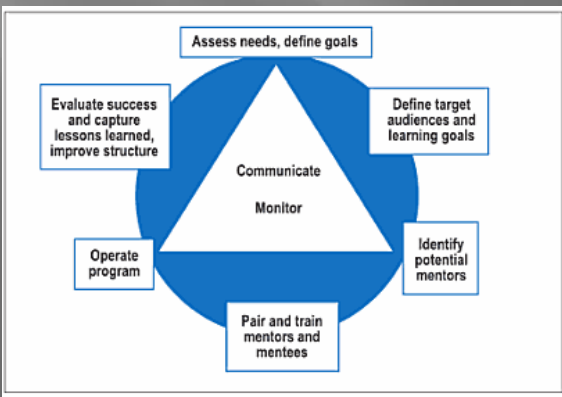 Assess needs, define goals
Define target
audiences and
learning goals
Identify
potential
mentors
Pair and train
mentors and
mentees
Operate
program
Evaluate success
and capture
lessons learned,
improve structure
Communicate
Monitor